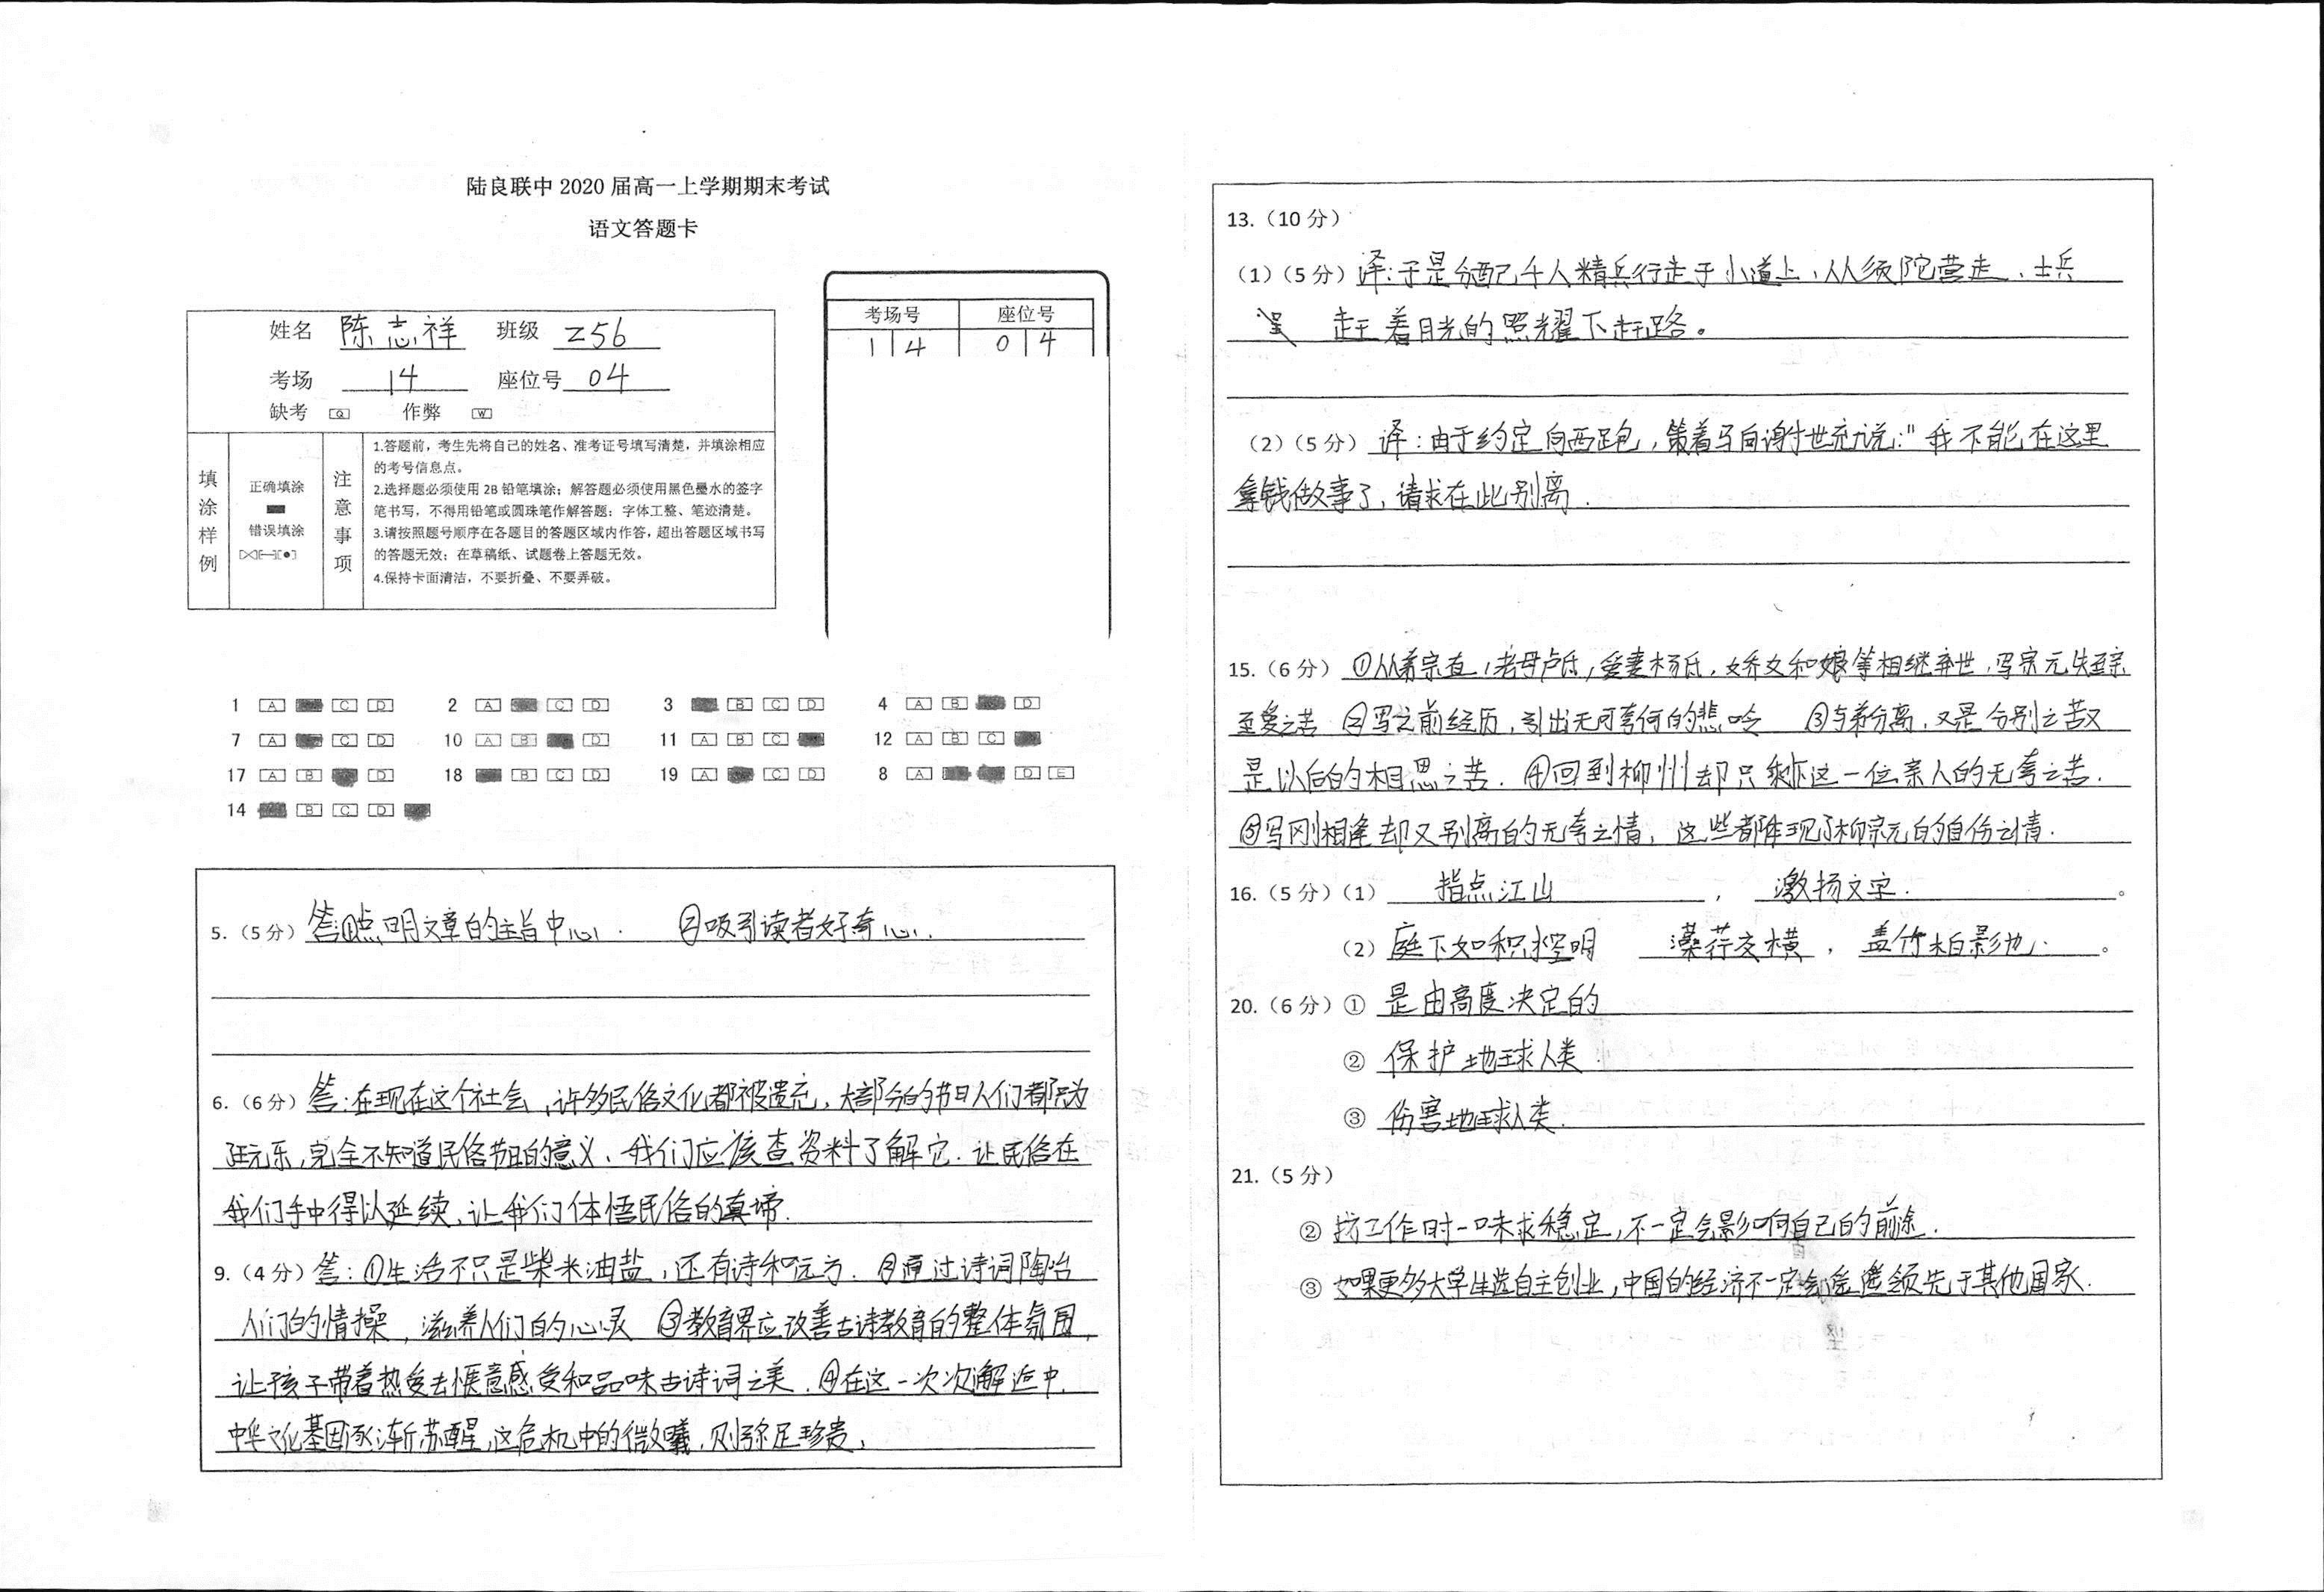 陆良联中 2020 届高一上学期期末考试
语文答题卡
姓名 陈志祥 班级 256
考场 14 座位号 04
缺考 [Q] 作弊 [W]
考场号 座位号
1 4 0 4
填涂样例
正确填涂
错误填涂
注意事项
1.答题前，考生先将自己的姓名、准考证号填写清楚，并填涂相应
的考号信息点。
2.选择题必须使用 2B 铅笔填涂；解答题必须使用黑色墨水的签字
笔书写，不得用铅笔或圆珠笔作解答题；字体工整、笔迹清楚。
3.请按照题号顺序在各题目的答题区域内作答，超出答题区域书写
的答题无效；在草稿纸、试题卷上答题无效。
4.保持卡面清洁，不要折叠、不要弄破。
1 [A] [C] [D] 2 [A] [C] [D] 3 [B] [C] [D] 4 [A] [B] [D]
7 [A] [C] [D] 10 [A] [B] [D] 11 [A] [B] [C] 12 [A] [B] [C]
17 [A] [B] [D] 18 [B] [C] [D] 19 [A] [C] [D] 8 [A] [D] [E]
14 [B] [C] [D]
5.（5 分）答①点明文章的主旨中心. ②吸引读者好奇心.
6.（6 分）答:在现在这个社会,许多民俗文化都被遗忘,大部分的节日人们都只为
玩乐,完全不知道民俗节日的意义、我们应该查资料了解它.让民俗在
我们手中得以延续、让我们体悟民俗的真谛.
9.（4 分）答:①生活不只是柴米油盐,还有诗和远方. ②通过诗词陶冶
人们的情操,滋养人们的心灵 ③教育界应改善古诗教育的整体氛围,
让孩子带着热爱去惬意感受和品味古诗词之美.④在这一次次邂逅中,
中华文化基因逐渐苏醒,这危机中的微曦,则弥足珍贵,
13.（10 分）
（1）（5 分）译:于是分配千人精兵行走于小道上,从须陀营走、士兵
赶着月光的照耀下赶路。
（2）（5 分）译:由于约定向西跑,策着马向谢世充说:"我不能在这里
拿钱做事了,请求在此别离.
15.（6 分）①从弟宗直,老母卢氏,爱妻杨氏,娇女和娘等相继弃世,写宗元失至亲
至爱之苦 ②写之前经历,引出无可奈何的悲吟 ③与弟分离,又是分别之苦又
是以后的相思之苦. ④回到柳州却只剩这一位亲人的无奈之苦.
⑤写刚相逢却又别离的无奈之情,这些都体现了柳宗元的自伤之情.
16.（5 分）（1） 指点江山 ， 激扬文字. 。
（2）庭下如积水空明 藻荇交横 ， 盖竹柏影也. 。
20.（6 分）① 是由高度决定的
② 保护地球人类
③ 伤害地球人类.
21.（5 分）
② 找工作时一味求稳定,不一定会影响自己的前途.
③ 如果更多大学生选自主创业,中国的经济不一定会遥遥领先于其他国家.